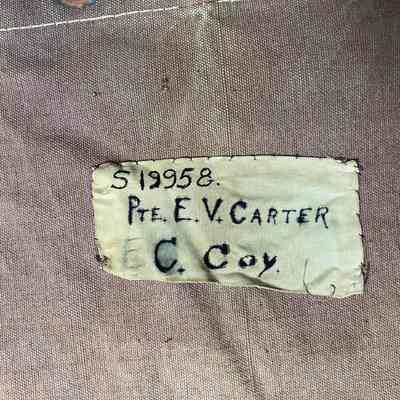 S 19958.
PTE. E. V. CARTER
E C. Coy.